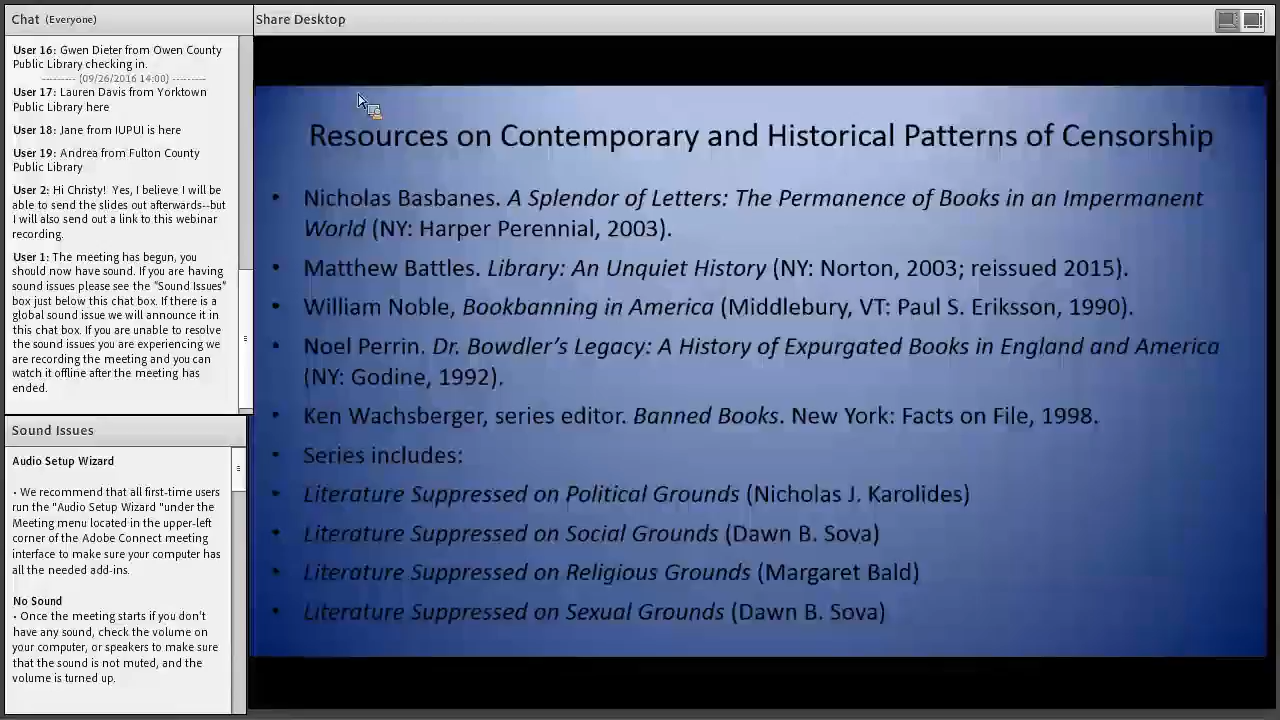 Chat (Everyone)
User 16: Gwen Dieter from Owen County
Public Library checking in.
---------- (09/26/2016 14:00) ----------
User 17: Lauren Davis from Yorktown
Public Library here
User 18: Jane from IUPUI is here
User 19: Andrea from Fulton County
Public Library
User 2: Hi Christy! Yes, I believe I will be
able to send the slides out afterwards--but
I will also send out a link to this webinar
recording.
User 1: The meeting has begun, you
should now have sound. If you are having
sound issues please see the "Sound Issues"
box just below this chat box. If there is a
global sound issue we will announce it in
this chat box. If you are unable to resolve
the sound issues you are experiencing we
are recording the meeting and you can
watch it offline after the meeting has
ended.
Sound Issues
Audio Setup Wizard
• We recommend that all first-time users
run the "Audio Setup Wizard "under the
Meeting menu located in the upper-left
corner of the Adobe Connect meeting
interface to make sure your computer has
all the needed add-ins.
No Sound
• Once the meeting starts if you don't
have any sound, check the volume on
your computer, or speakers to make sure
that the sound is not muted, and the
volume is turned up.
Share Desktop
Resources on Contemporary and Historical Patterns of Censorship
• Nicholas Basbanes. A Splendor of Letters: The Permanence of Books in an Impermanent
World (NY: Harper Perennial, 2003).
• Matthew Battles. Library: An Unquiet History (NY: Norton, 2003; reissued 2015).
• William Noble, Bookbanning in America (Middlebury, VT: Paul S. Eriksson, 1990).
• Noel Perrin. Dr. Bowdler's Legacy: A History of Expurgated Books in England and America
(NY: Godine, 1992).
• Ken Wachsberger, series editor. Banned Books. New York: Facts on File, 1998.
• Series includes:
• Literature Suppressed on Political Grounds (Nicholas J. Karolides)
• Literature Suppressed on Social Grounds (Dawn B. Sova)
• Literature Suppressed on Religious Grounds (Margaret Bald)
• Literature Suppressed on Sexual Grounds (Dawn B. Sova)